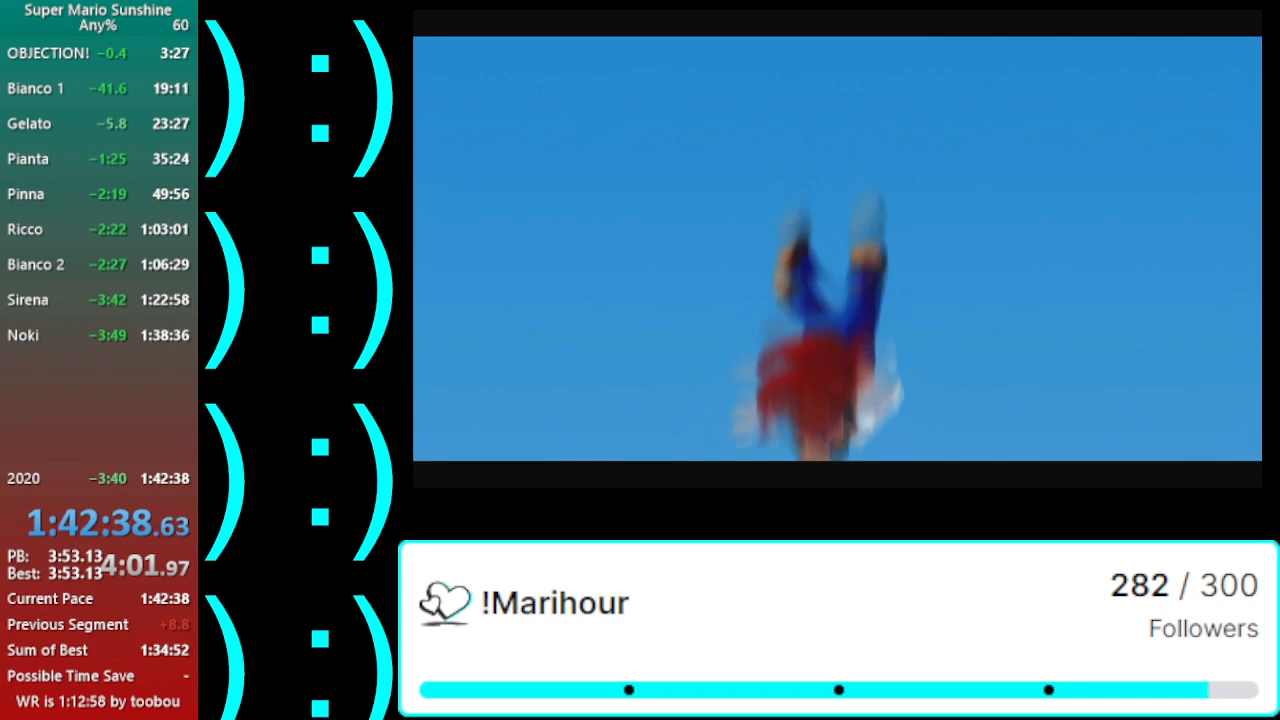 Super Mario Sunshine
Any% 60
OBJECTION! -0.4 3:27
Bianco 1 -41.6 19:11
Gelato -5.8 23:27
Pianta -1:25 35:24
Pinna -2:19 49:56
Ricco -2:22 1:03:01
Bianco 2 -2:27 1:06:29
Sirena -3:42 1:22:58
Noki -3:49 1:38:36
2020 -3:40 1:42:38
1:42:38.63
PB: 3:53.13
Best: 3:53.13
4:01.97
Current Pace 1:42:38
Previous Segment +8.8
Sum of Best 1:34:52
Possible Time Save -
WR is 1:12:58 by toobou
) : )
) : )
) : )
) : )
!Marihour
282 / 300
Followers